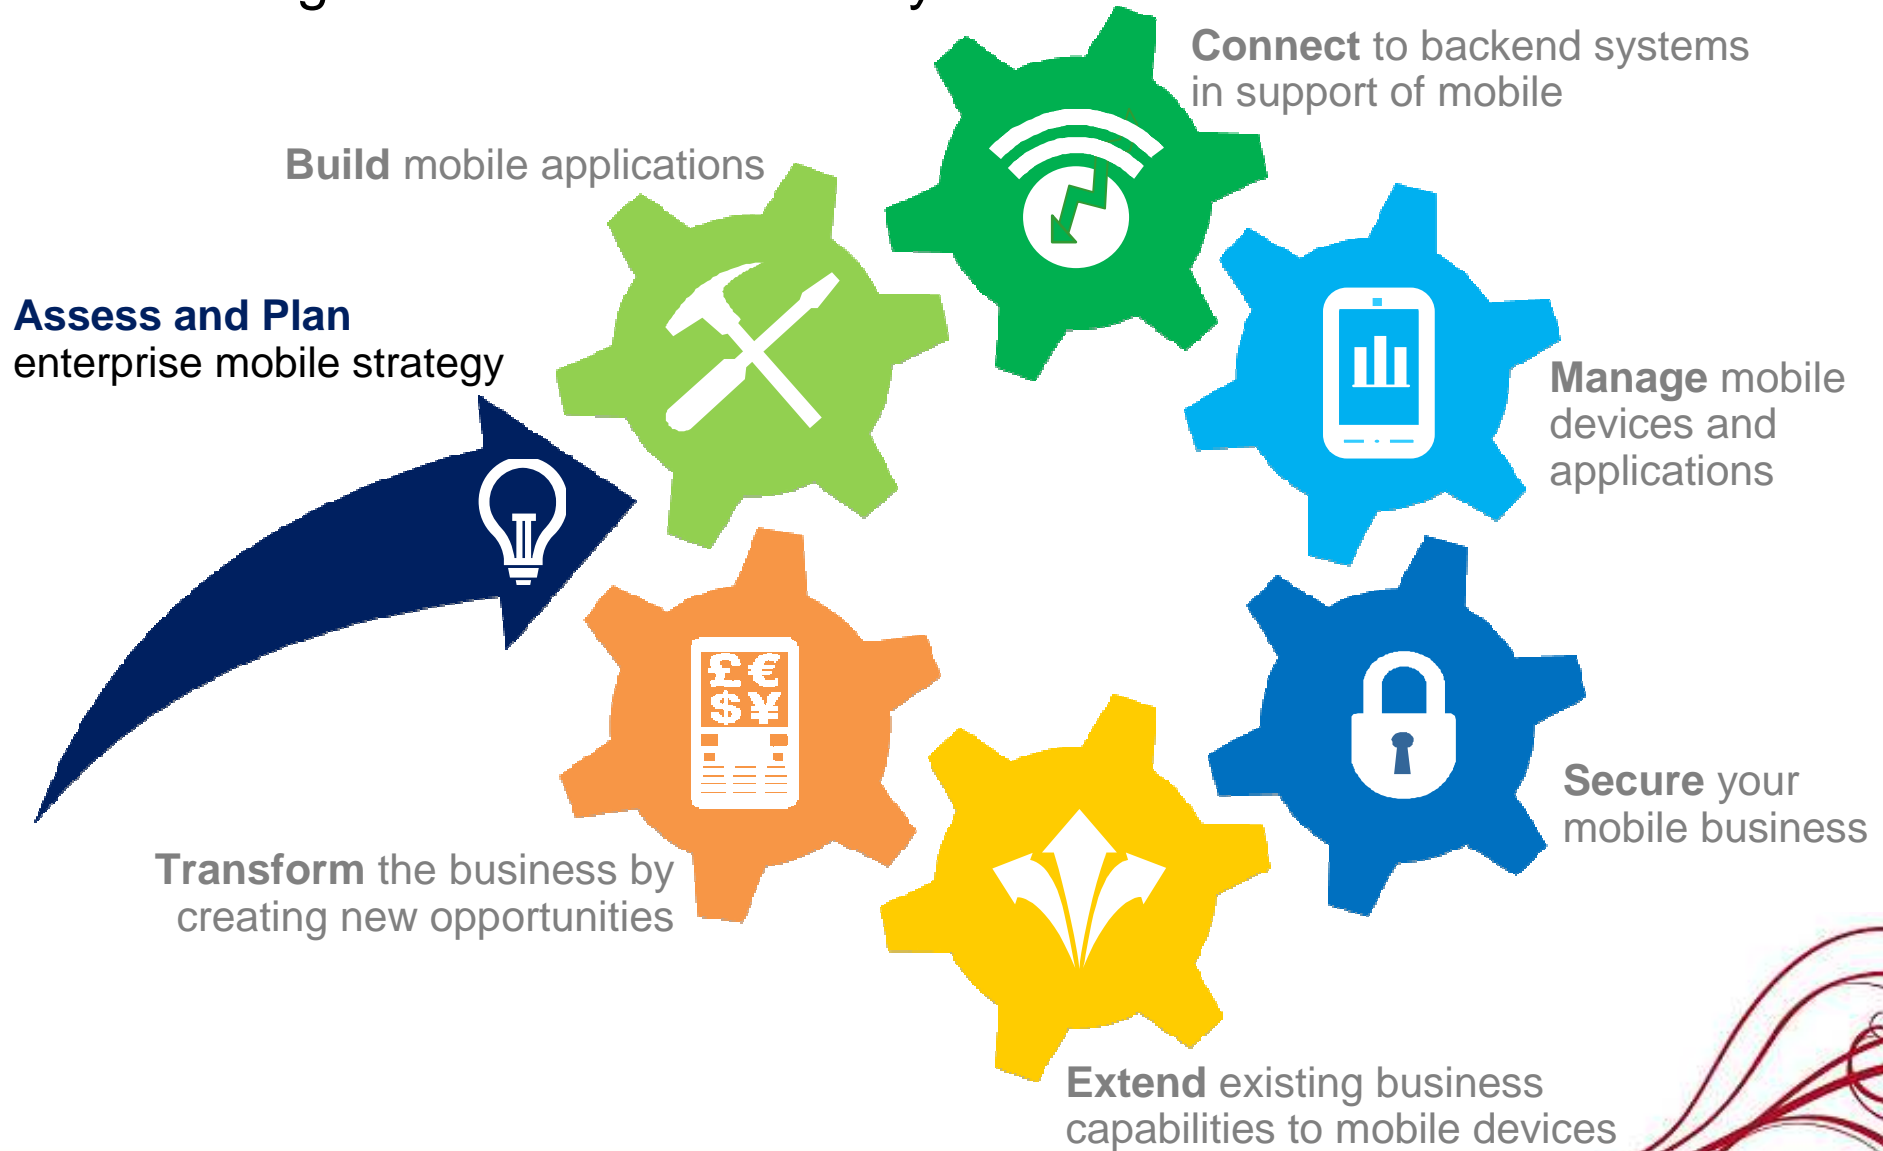 Connect to backend systems
in support of mobile
Build mobile applications
Assess and Plan
enterprise mobile strategy
Manage mobile
devices and
applications
£ €
$ ¥
Secure your
mobile business
Transform the business by
creating new opportunities
Extend existing business
capabilities to mobile devices